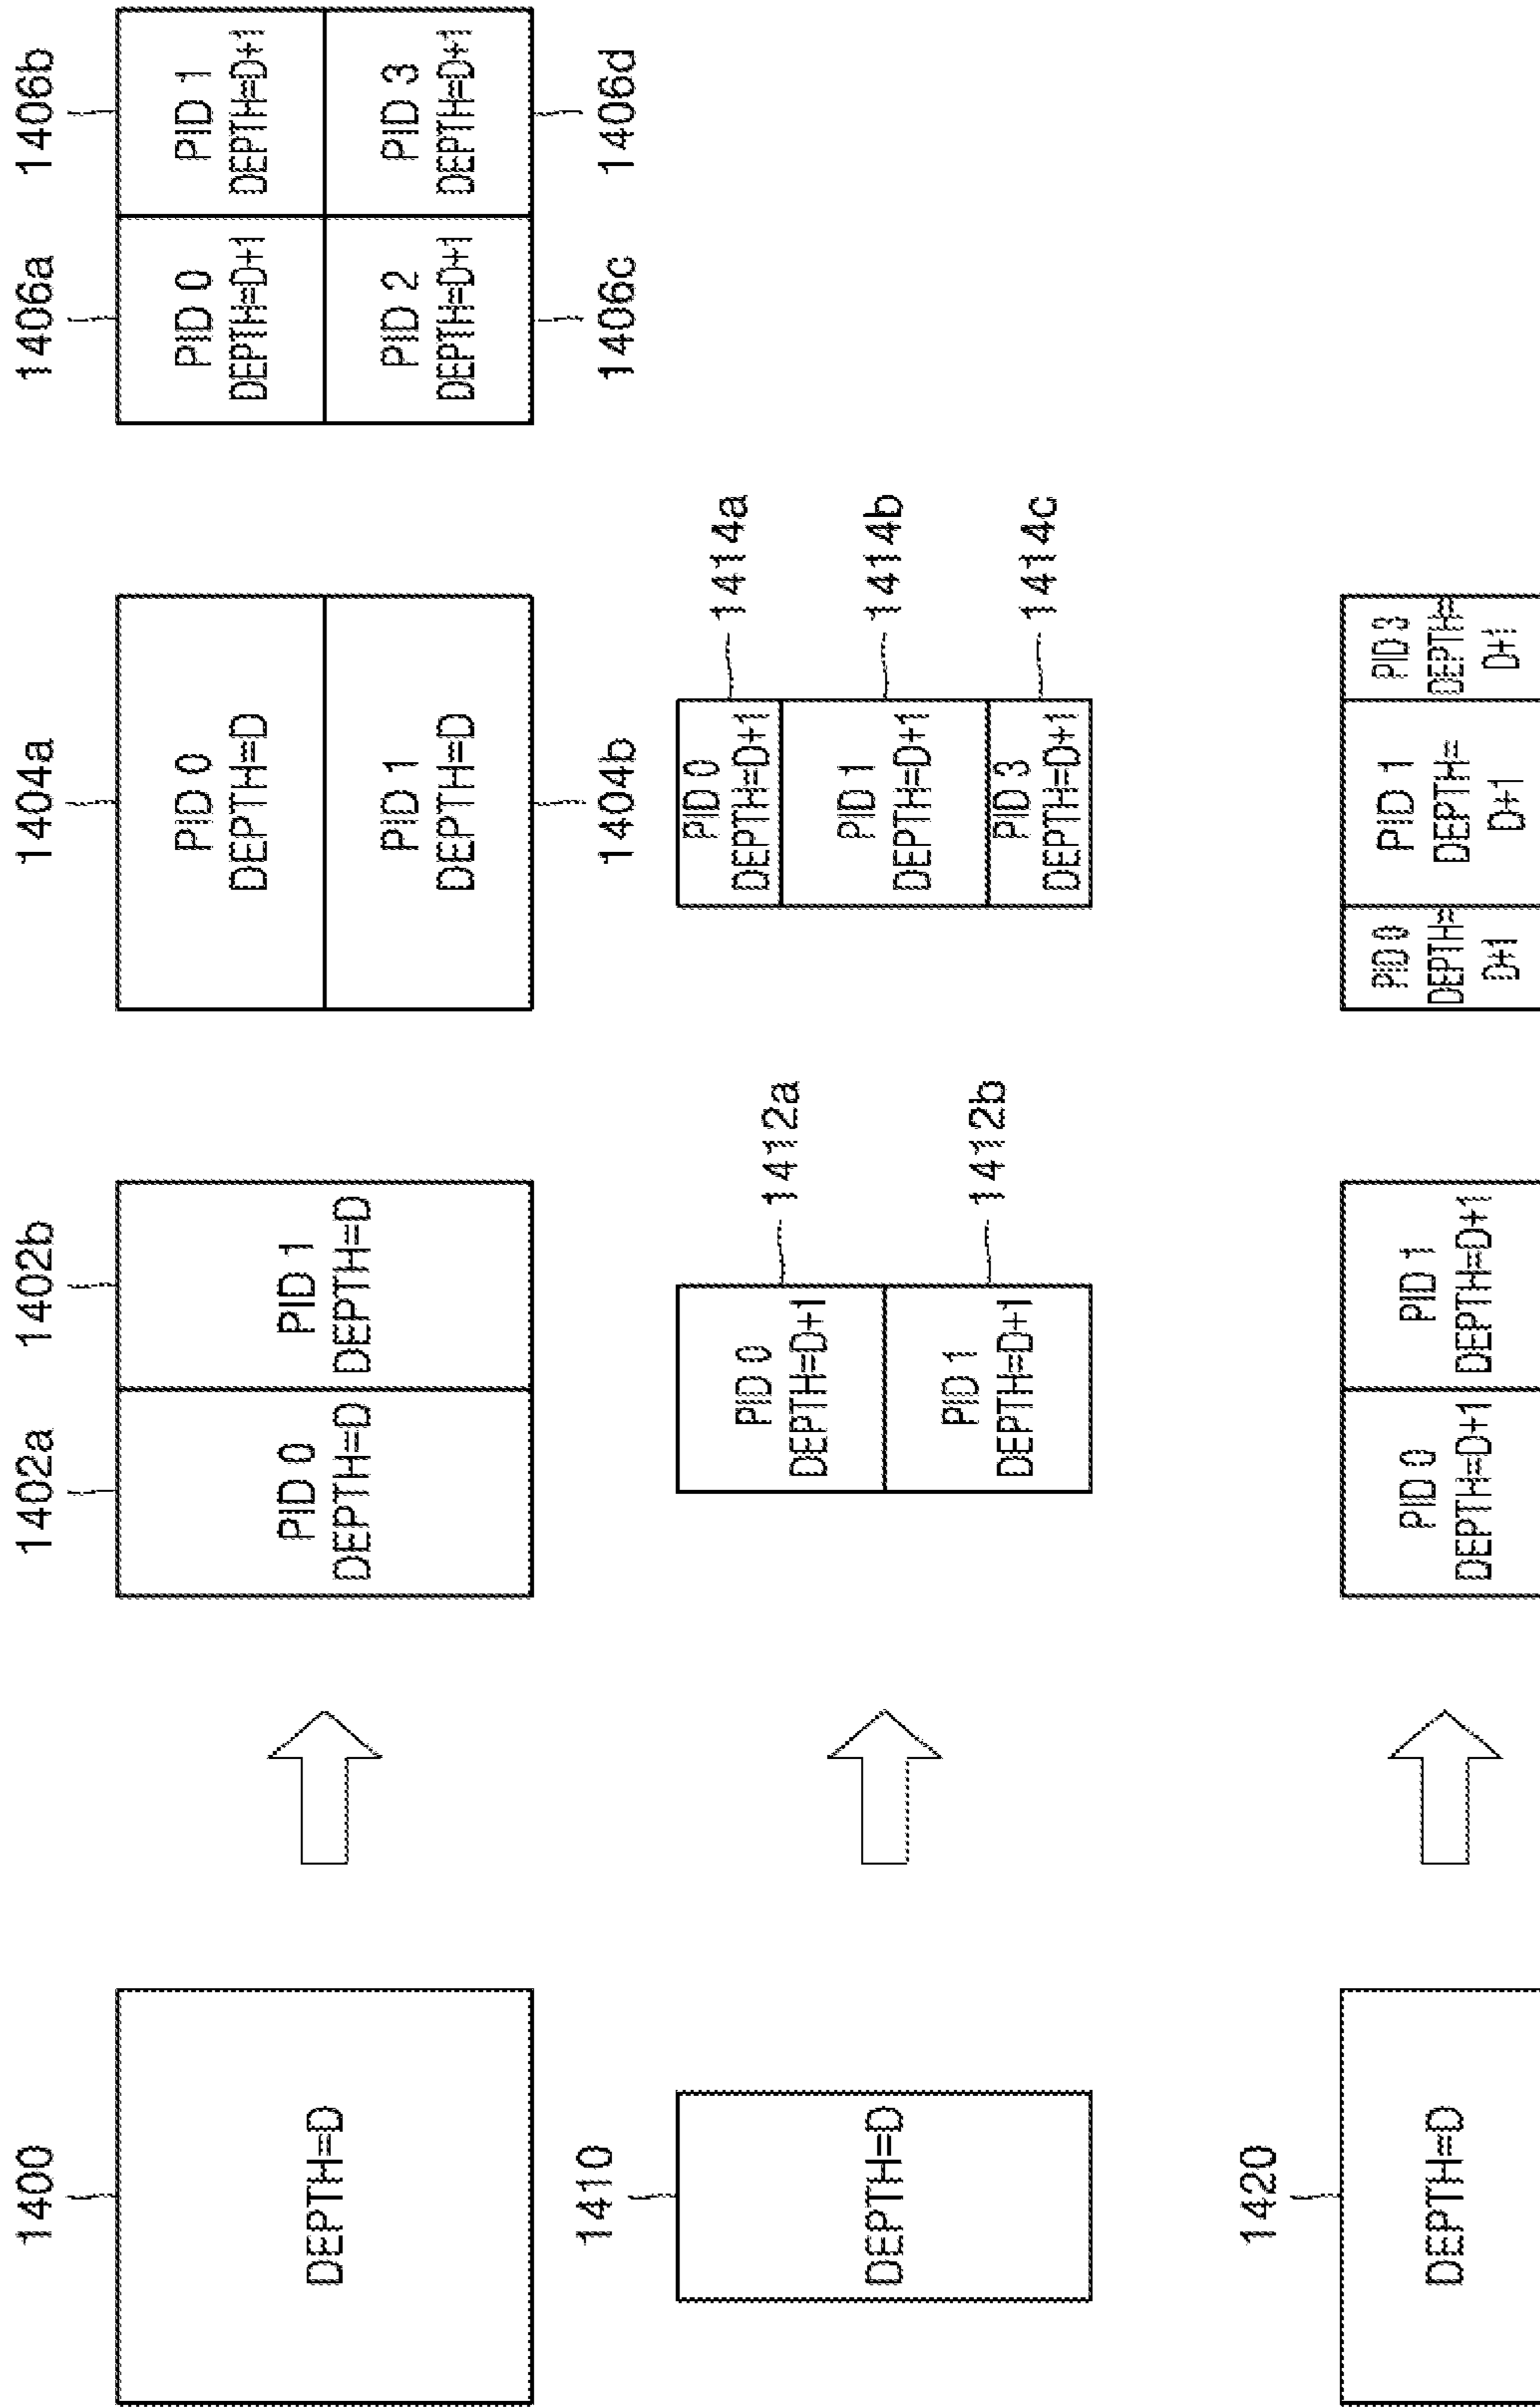 1400
DEPTH=D
1402a
1402b
PID 0
DEPTH=D
PID 1
DEPTH=D
1404a
PID 0
DEPTH=D
PID 1
DEPTH=D
1404b
1406a
1406b
PID 0
DEPTH=D+1
PID 1
DEPTH=D+1
PID 2
DEPTH=D+1
PID 3
DEPTH=D+1
1406c
1406d
1410
DEPTH=D
PID 0
DEPTH=D+1
1412a
PID 1
DEPTH=D+1
1412b
PID 0
DEPTH=D+1
1414a
PID 1
DEPTH=D+1
1414b
PID 3
DEPTH=D+1
1414c
1420
DEPTH=D
PID 0
DEPTH=D+1
PID 1
DEPTH=D+1
PID 0
DEPTH=
D+1
PID 1
DEPTH=
D+1
PID 3
DEPTH=
D+1